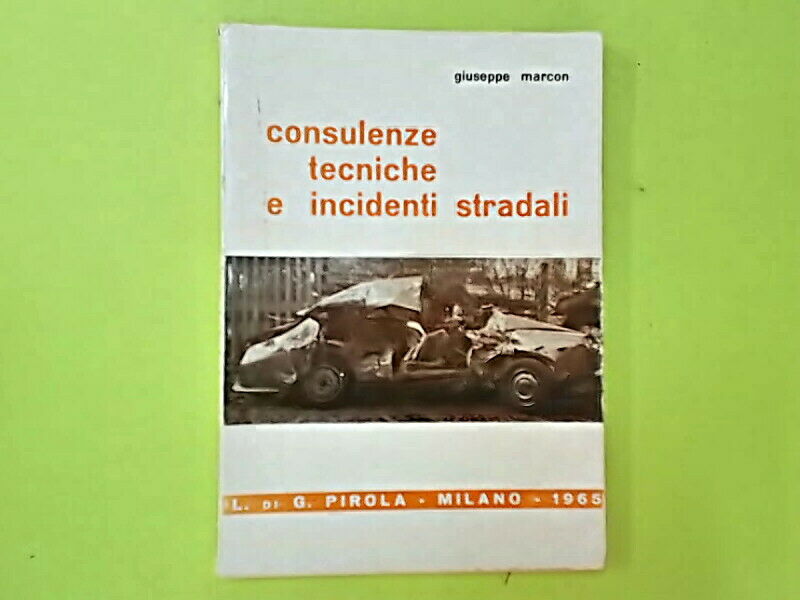 giuseppe marcon
consulenze
tecniche
e incidenti stradali
L. DI G. PIROLA - MILANO - 1965